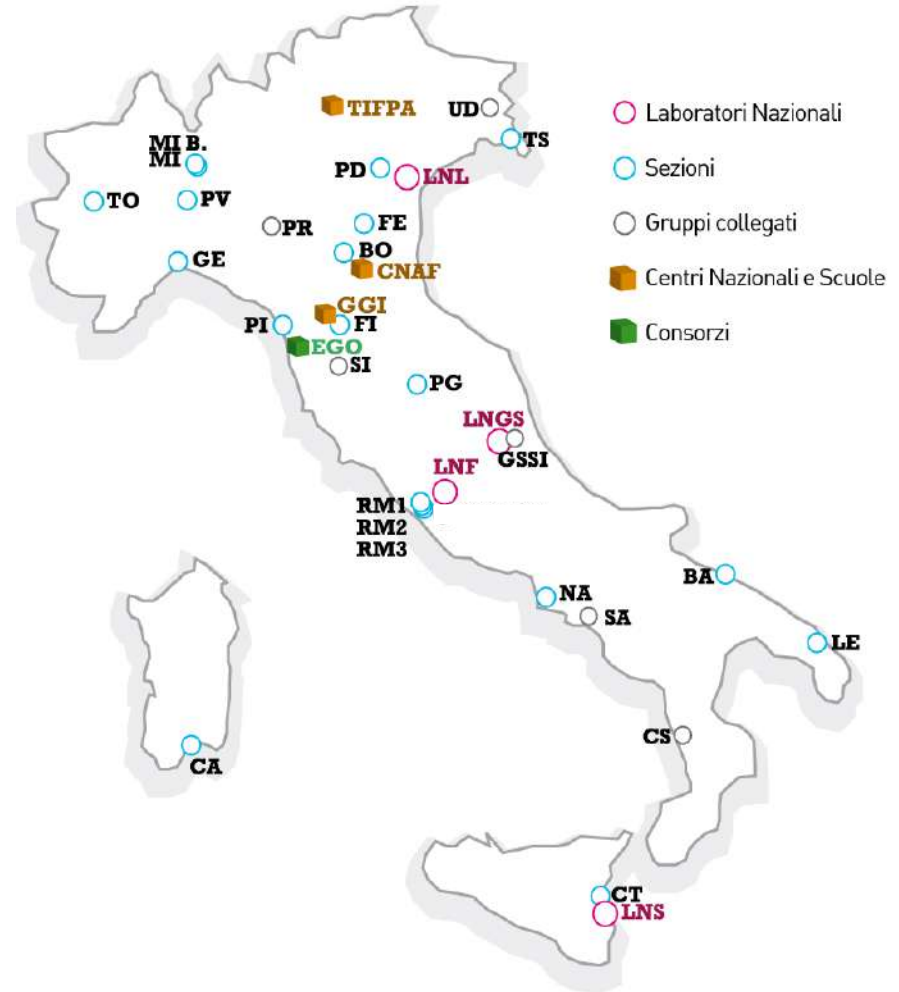 TIFPA
UD
TS
MI B.
MI
PD
LNL
TO
PV
PR
FE
BO
GE
CNAF
GGI
PI
FI
EGO
SI
PG
LNGS
GSSI
LNF
RM1
RM2
RM3
NA
SA
BA
LE
CS
CA
CT
LNS
Laboratori Nazionali
Sezioni
Gruppi collegati
Centri Nazionali e Scuole
Consorzi